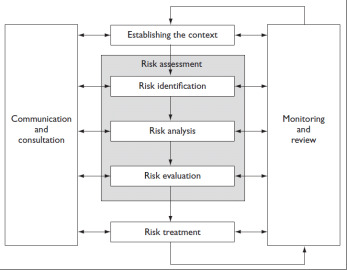 Establishing the context
Risk assessment
Risk identification
Communication
and
consultation
Risk analysis
Monitoring
and
review
Risk evaluation
Risk treatment